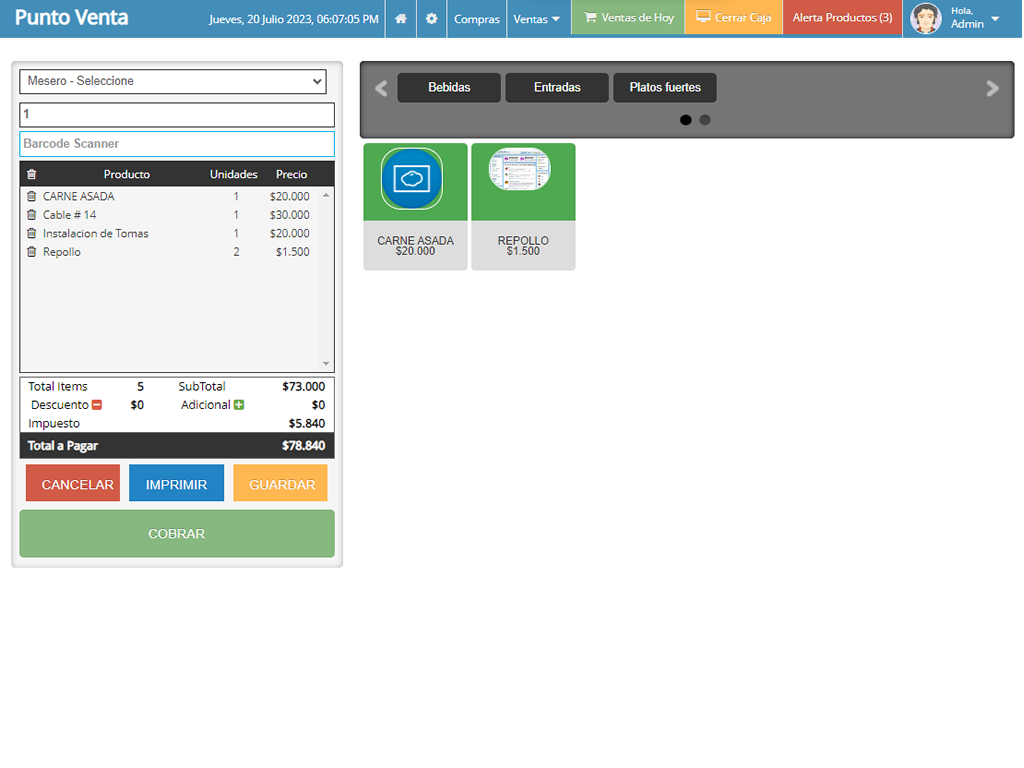 Punto Venta
Jueves, 20 Julio 2023, 06:07:05 PM
Compras
Ventas
Ventas de Hoy
Cerrar Caja
Alerta Productos (3)
Hola,
Admin
Mesero - Seleccione
1
Barcode Scanner
Producto Unidades Precio
CARNE ASADA 1 $20.000
Cable # 14 1 $30.000
Instalacion de Tomas 1 $20.000
Repollo 2 $1.500
Total Items 5 SubTotal $73.000
Descuento $0 Adicional $0
Impuesto $5.840
Total a Pagar $78.840
CANCELAR IMPRIMIR GUARDAR
COBRAR
Bebidas Entradas Platos fuertes
CARNE ASADA
$20.000
REPOLLO
$1.500